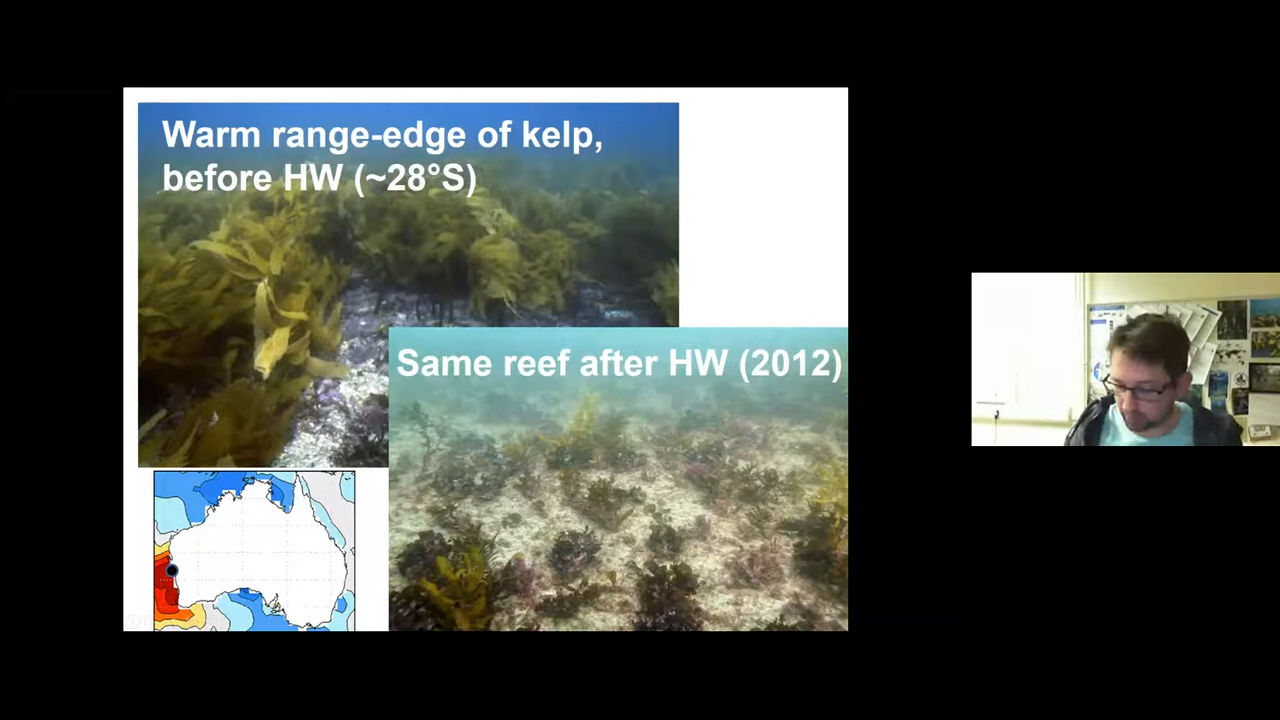 Warm range-edge of kelp,
before HW (~28°S)
Same reef after HW (2012)